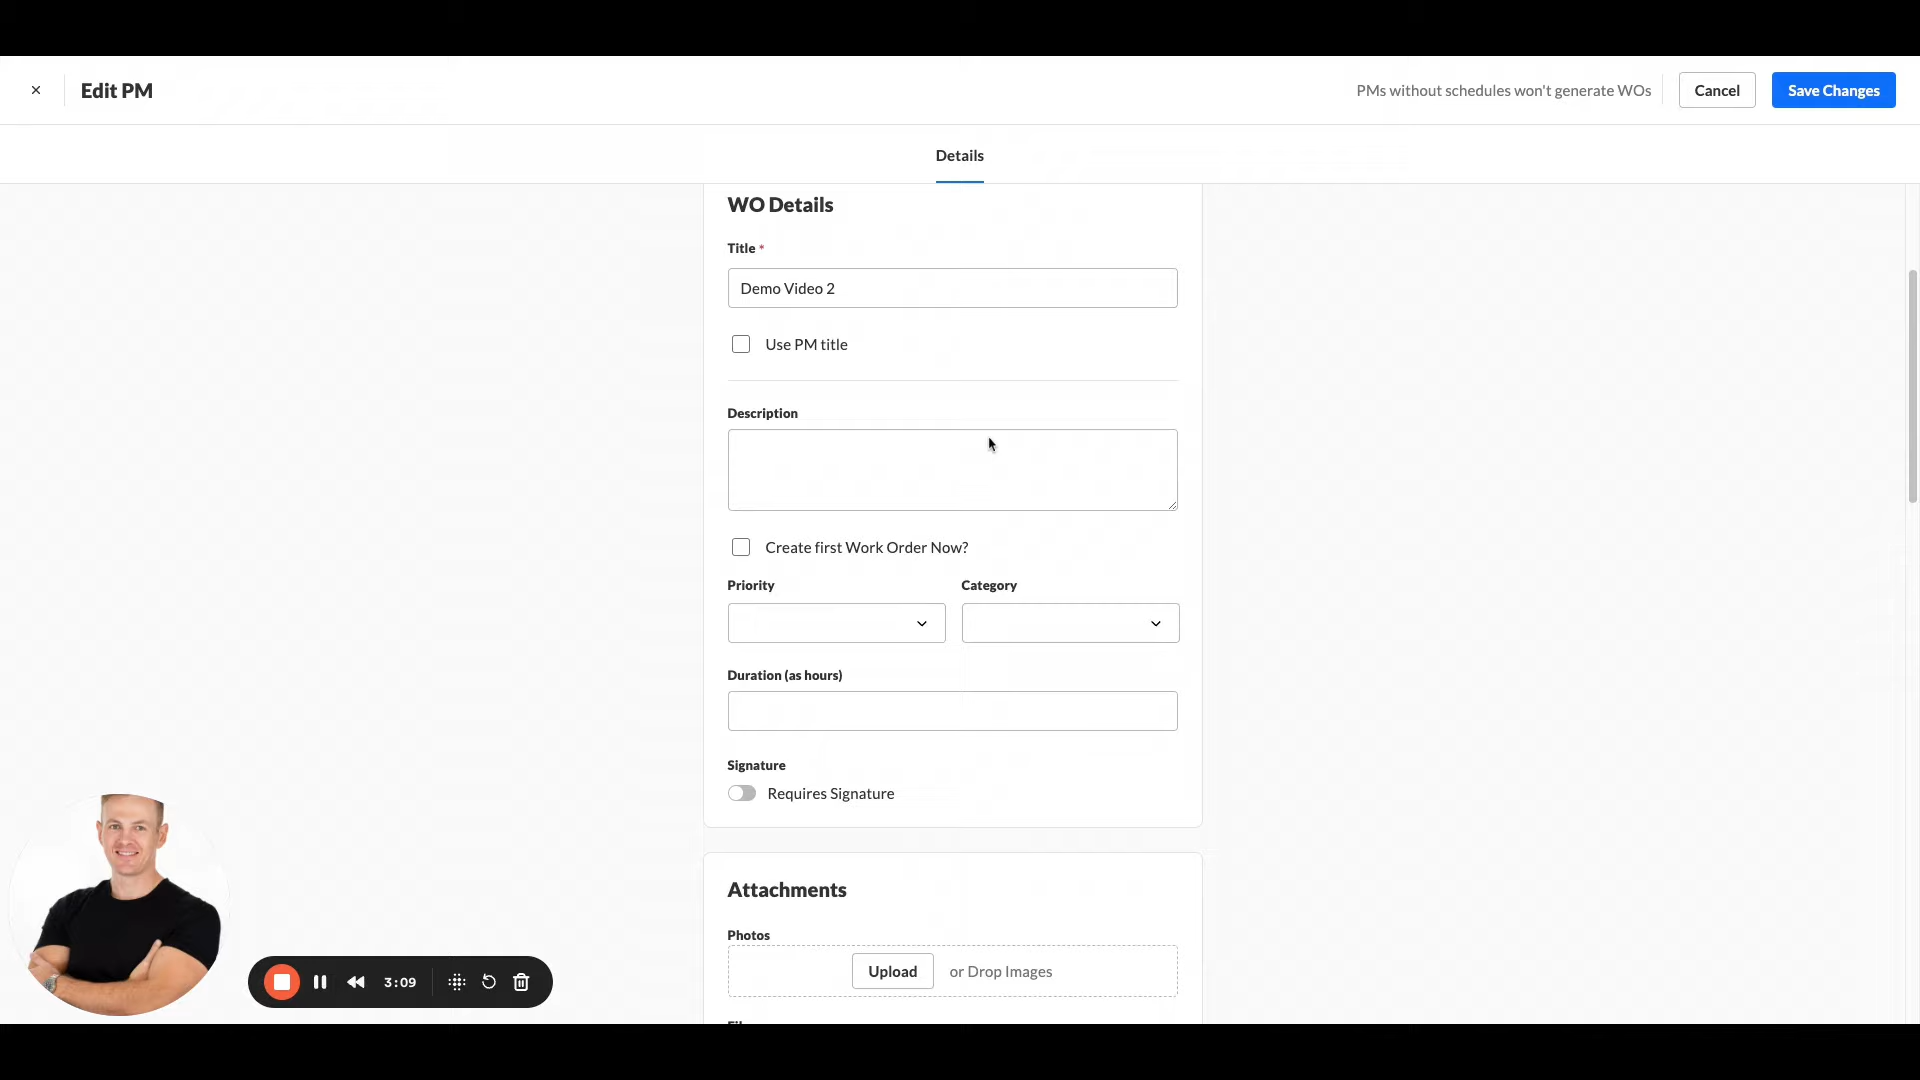 Edit PM
PMs without schedules won't generate WOs
Cancel
Save Changes
Details
WO Details
Title *
Demo Video 2
Use PM title
Description
Create first Work Order Now?
Priority
Category
Duration (as hours)
Signature
Requires Signature
Attachments
Photos
Upload
or Drop Images
3:09